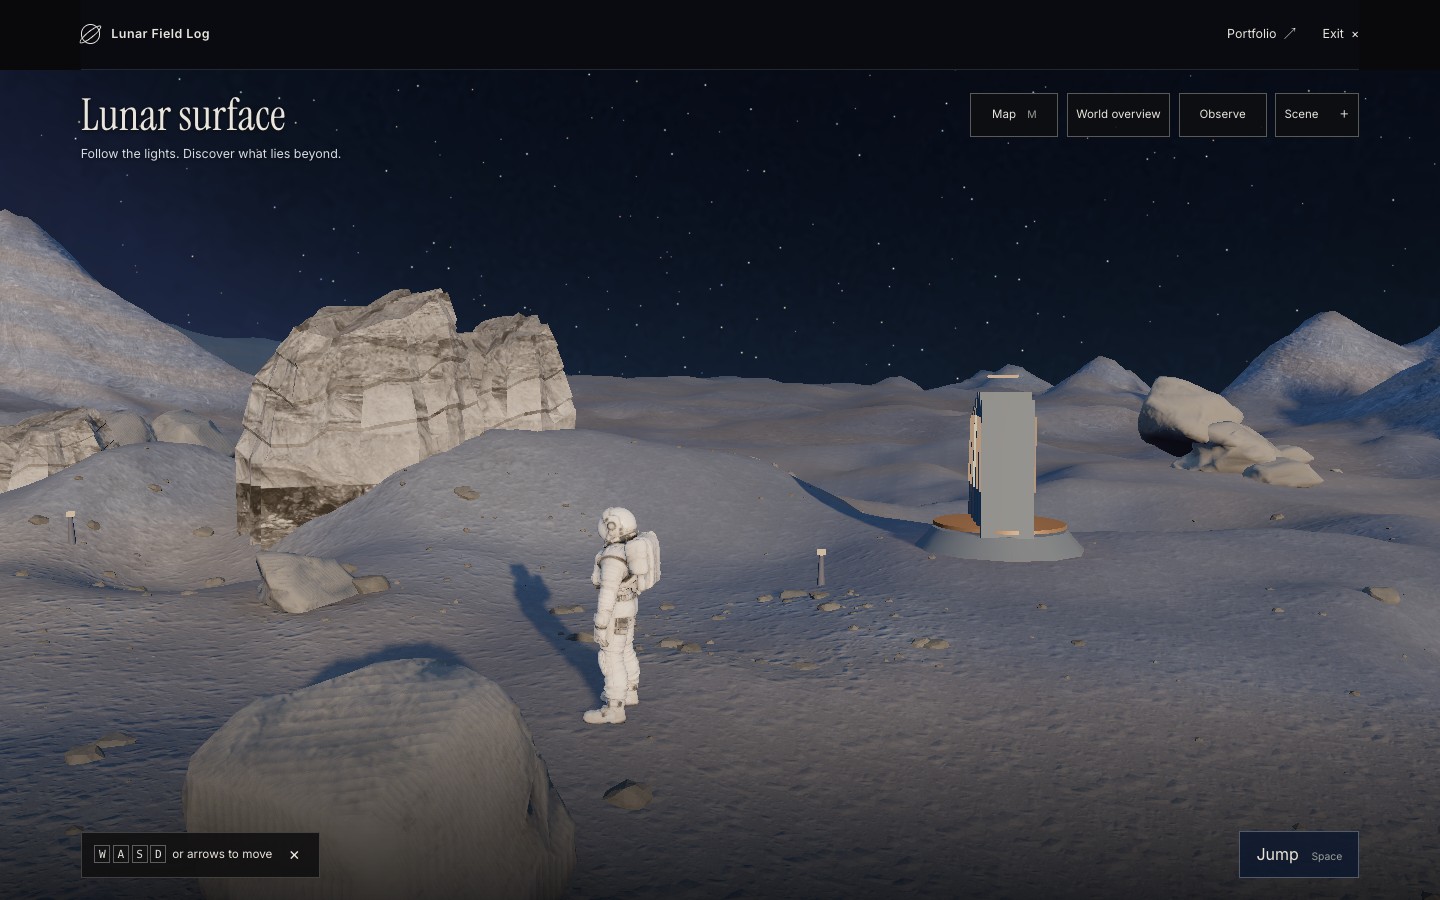 Lunar Field Log
Portfolio ↗
Exit ×
Lunar surface
Follow the lights. Discover what lies beyond.
Map M
World overview
Observe
Scene +
W A S D or arrows to move ×
Jump Space